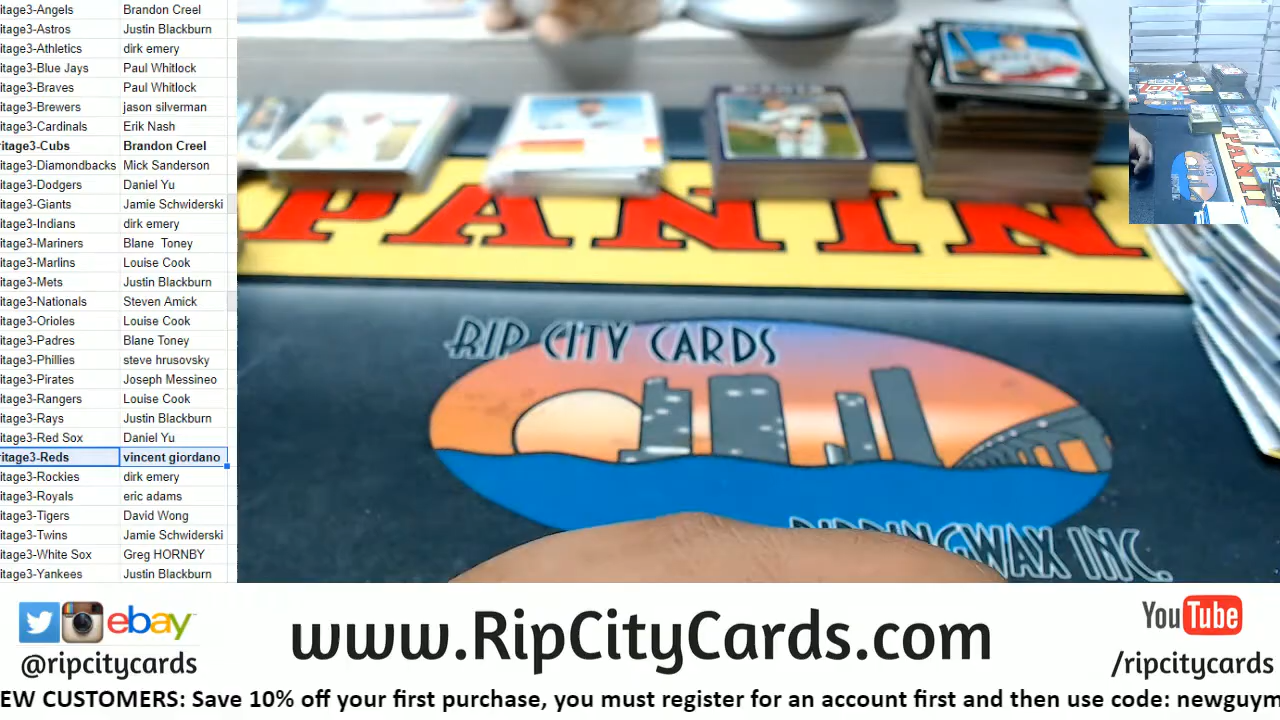 itage3-Angels Brandon Creel
itage3-Astros Justin Blackburn
itage3-Athletics dirk emery
itage3-Blue Jays Paul Whitlock
itage3-Braves Paul Whitlock
itage3-Brewers jason silverman
itage3-Cardinals Erik Nash
itage3-Cubs Brandon Creel
itage3-Diamondbacks Mick Sanderson
itage3-Dodgers Daniel Yu
itage3-Giants Jamie Schwiderski
itage3-Indians dirk emery
itage3-Mariners Blane Toney
itage3-Marlins Louise Cook
itage3-Mets Justin Blackburn
itage3-Nationals Steven Amick
itage3-Orioles Louise Cook
itage3-Padres Blane Toney
itage3-Phillies steve hrusovsky
itage3-Pirates Joseph Messineo
itage3-Rangers Louise Cook
itage3-Rays Justin Blackburn
itage3-Red Sox Daniel Yu
itage3-Reds vincent giordano
itage3-Rockies dirk emery
itage3-Royals eric adams
itage3-Tigers David Wong
itage3-Twins Jamie Schwiderski
itage3-White Sox Greg HORNBY
itage3-Yankees Justin Blackburn
PANIN
RIP CITY CARDS
RIPPINGWAX INC.
ebay
@ripcitycards
www.RipCityCards.com
YouTube
/ripcitycards
EW CUSTOMERS: Save 10% off your first purchase, you must register for an account first and then use code: newguym